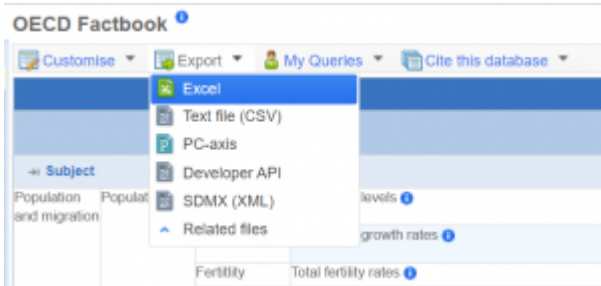 OECD Factbook
Customise Export My Queries Cite this database
Excel
Text file (CSV)
PC-axis
Developer API
SDMX (XML)
Related files
Subject
Population and migration
Populat
levels
growth rates
Fertitlity Total fertility rates